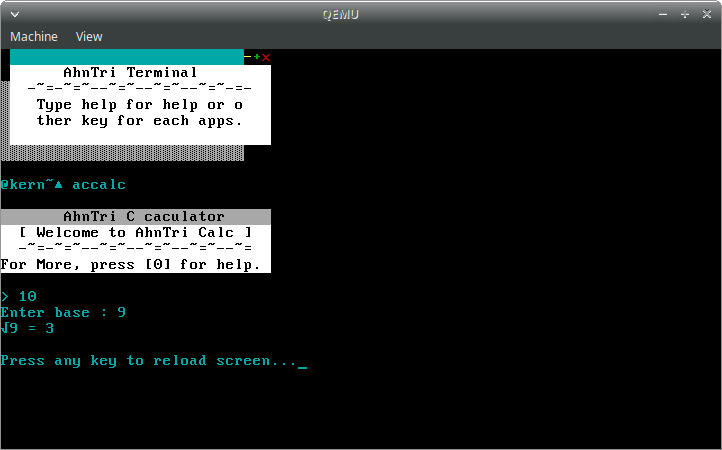 QEMU
Machine View
−+×
AhnTri Terminal
-~=-~=~--~=~--~=~--~=~-=-
Type help for help or o
ther key for each apps.
@kern~▲ accalc
AhnTri C caculator
[ Welcome to AhnTri Calc ]
-~=-~=~--~=~--~=~--~=~--~=
For More, press [0] for help.
> 10
Enter base : 9
√9 = 3
Press any key to reload screen..._